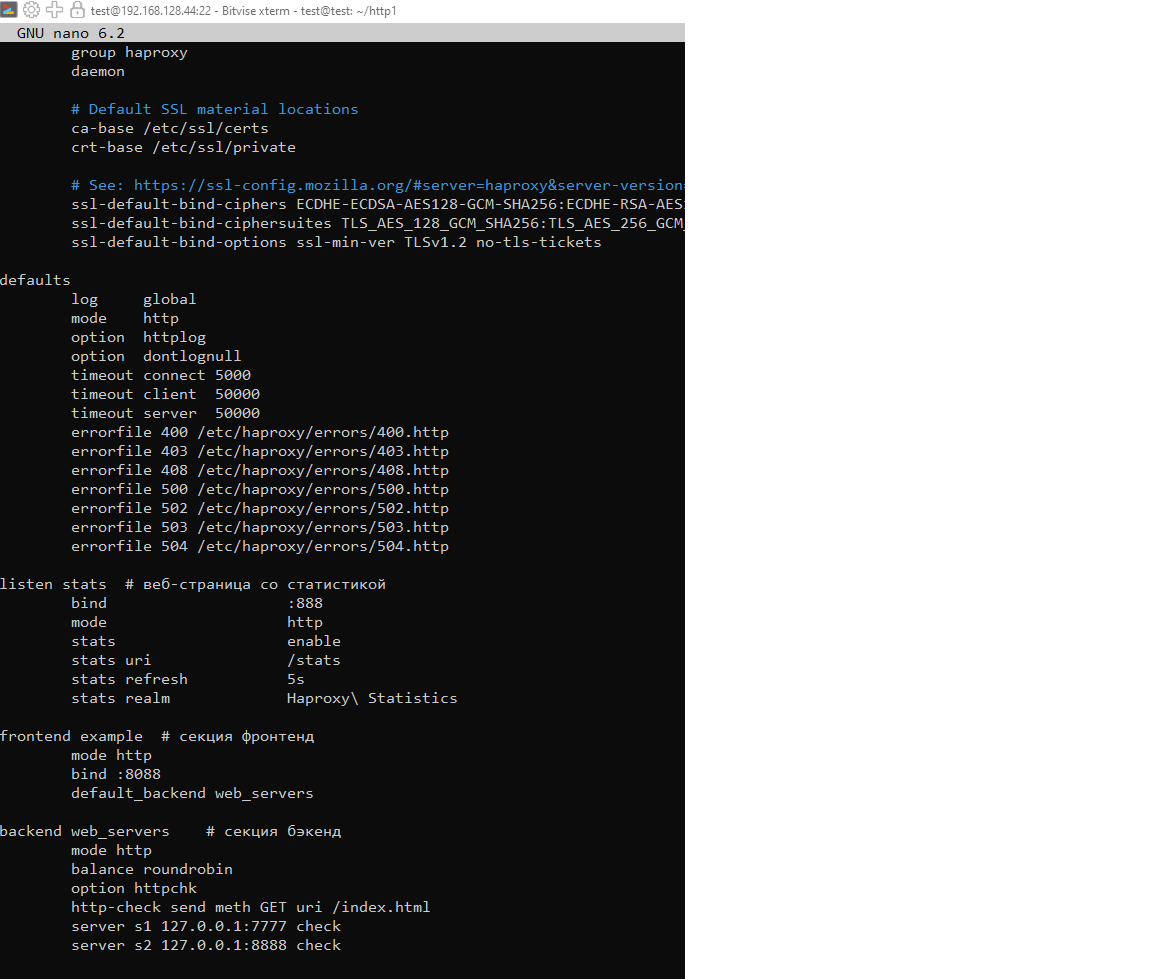 test@192.168.128.44:22 - Bitvise xterm - test@test: ~/http1
GNU nano 6.2
group haproxy
daemon
# Default SSL material locations
ca-base /etc/ssl/certs
crt-base /etc/ssl/private
# See: https://ssl-config.mozilla.org/#server=haproxy&server-version=
ssl-default-bind-ciphers ECDHE-ECDSA-AES128-GCM-SHA256:ECDHE-RSA-AES
ssl-default-bind-ciphersuites TLS_AES_128_GCM_SHA256:TLS_AES_256_GCM_
ssl-default-bind-options ssl-min-ver TLSv1.2 no-tls-tickets
defaults
log     global
mode    http
option  httplog
option  dontlognull
timeout connect 5000
timeout client  50000
timeout server  50000
errorfile 400 /etc/haproxy/errors/400.http
errorfile 403 /etc/haproxy/errors/403.http
errorfile 408 /etc/haproxy/errors/408.http
errorfile 500 /etc/haproxy/errors/500.http
errorfile 502 /etc/haproxy/errors/502.http
errorfile 503 /etc/haproxy/errors/503.http
errorfile 504 /etc/haproxy/errors/504.http
listen stats  # веб-страница со статистикой
bind                    :888
mode                    http
stats                   enable
stats uri               /stats
stats refresh           5s
stats realm             Haproxy\ Statistics
frontend example  # секция фронтенд
mode http
bind :8088
default_backend web_servers
backend web_servers    # секция бэкенд
mode http
balance roundrobin
option httpchk
http-check send meth GET uri /index.html
server s1 127.0.0.1:7777 check
server s2 127.0.0.1:8888 check